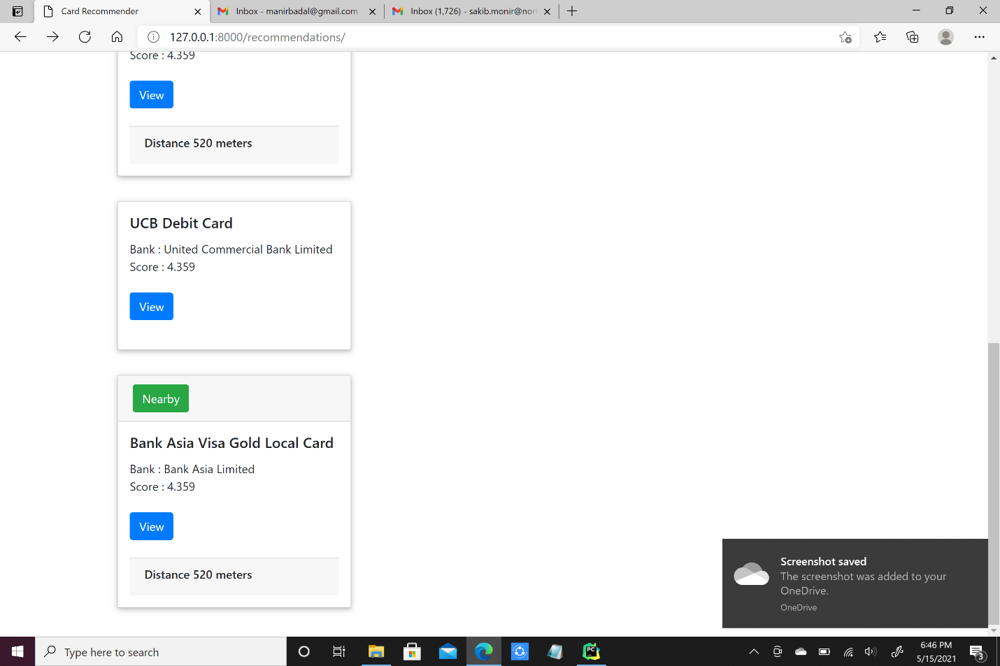 Card Recommender
Inbox - manirbadal@gmail.com
Inbox (1,726) - sakib.monir@nor
127.0.0.1:8000/recommendations/
Score : 4.359
View
Distance 520 meters
UCB Debit Card
Bank : United Commercial Bank Limited
Score : 4.359
View
Nearby
Bank Asia Visa Gold Local Card
Bank : Bank Asia Limited
Score : 4.359
View
Distance 520 meters
Screenshot saved
The screenshot was added to your
OneDrive.
OneDrive
Type here to search
PC
6:46 PM
5/15/2021
3